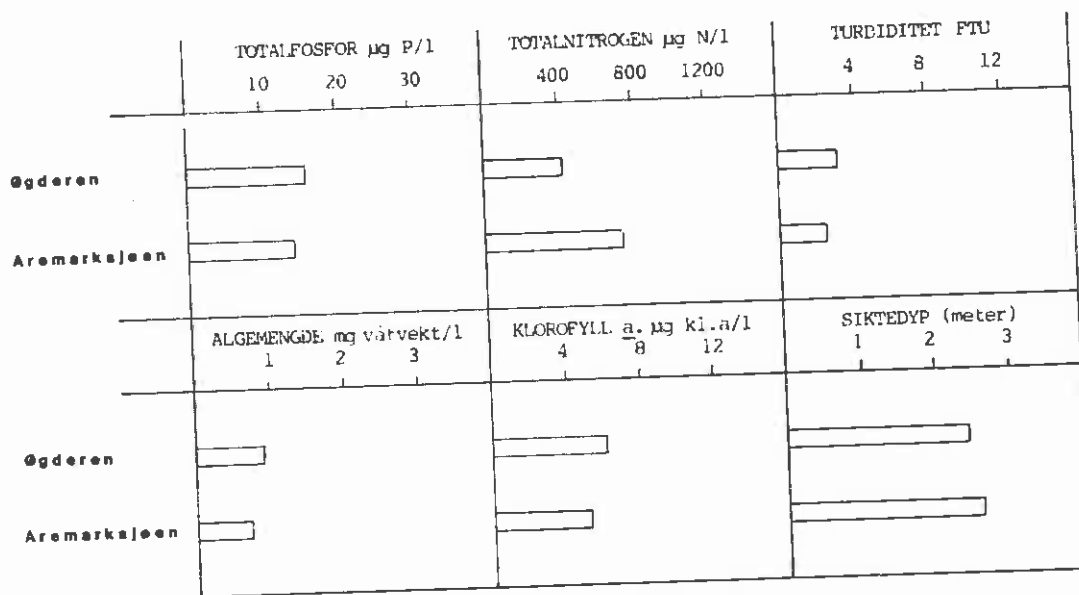 TOTALFOSFOR µg P/l TOTALNITROGEN µg N/l TURBIDITET FTU
10 20 30 400 800 1200 4 8 12
Øgderen
Aremarksjøen
ALGEMENGDE mg våtvekt/l KLOROFYLL a. µg kl.a/l SIKTEDYP (meter)
1 2 3 4 8 12 1 2 3
Øgderen
Aremarksjøen